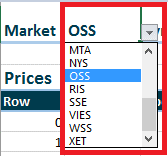 Market OSS
MTA
NYS
OSS
RIS
SSE
VIES
WSS
XET
Prices
Row